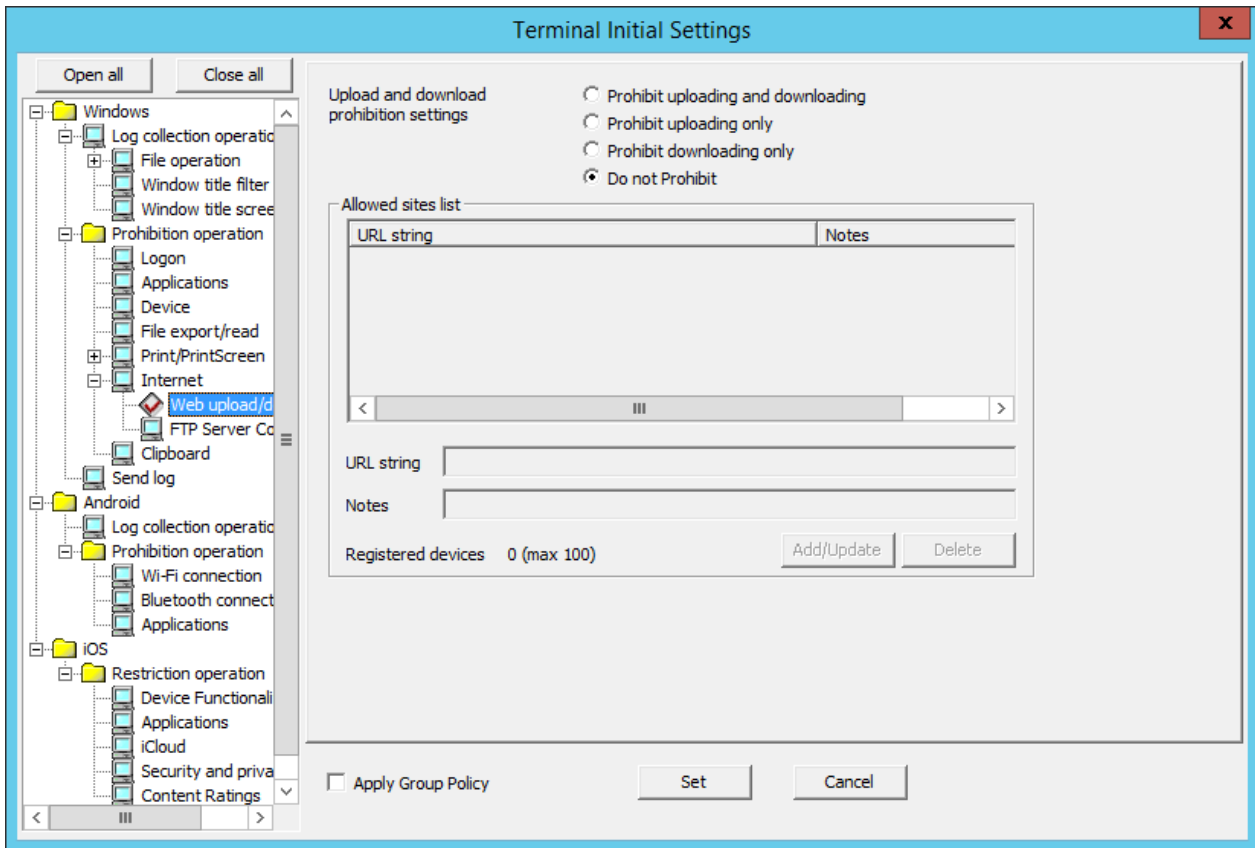 Terminal Initial Settings
x
Open all
Close all
Windows
Log collection operatio
File operation
Window title filter
Window title scree
Prohibition operation
Logon
Applications
Device
File export/read
Print/PrintScreen
Internet
Web upload/d
FTP Server Co
Clipboard
Send log
Android
Log collection operatio
Prohibition operation
Wi-Fi connection
Bluetooth connect
Applications
iOS
Restriction operation
Device Functionali
Applications
iCloud
Security and priva
Content Ratings
Upload and download
prohibition settings
Prohibit uploading and downloading
Prohibit uploading only
Prohibit downloading only
Do not Prohibit
Allowed sites list
URL string Notes
URL string
Notes
Registered devices 0 (max 100)
Add/Update
Delete
Apply Group Policy
Set
Cancel